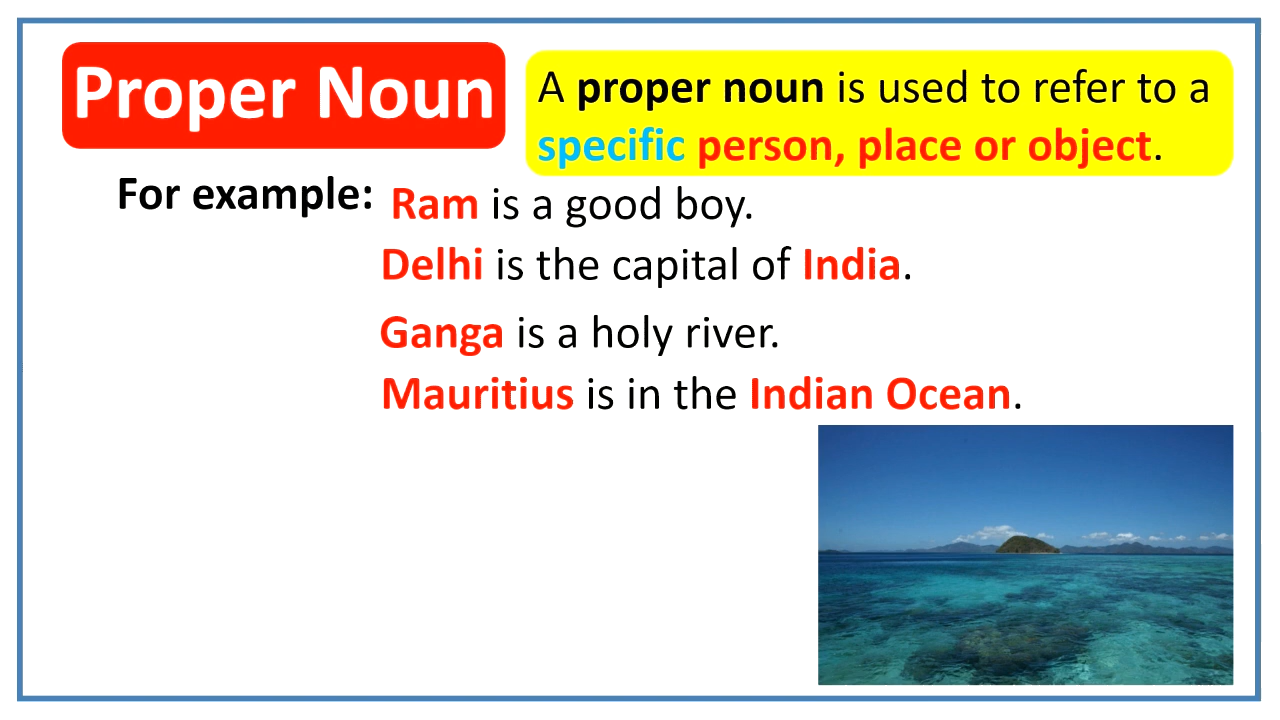 Proper Noun
A proper noun is used to refer to a
specific person, place or object.
For example:
Ram is a good boy.
Delhi is the capital of India.
Ganga is a holy river.
Mauritius is in the Indian Ocean.